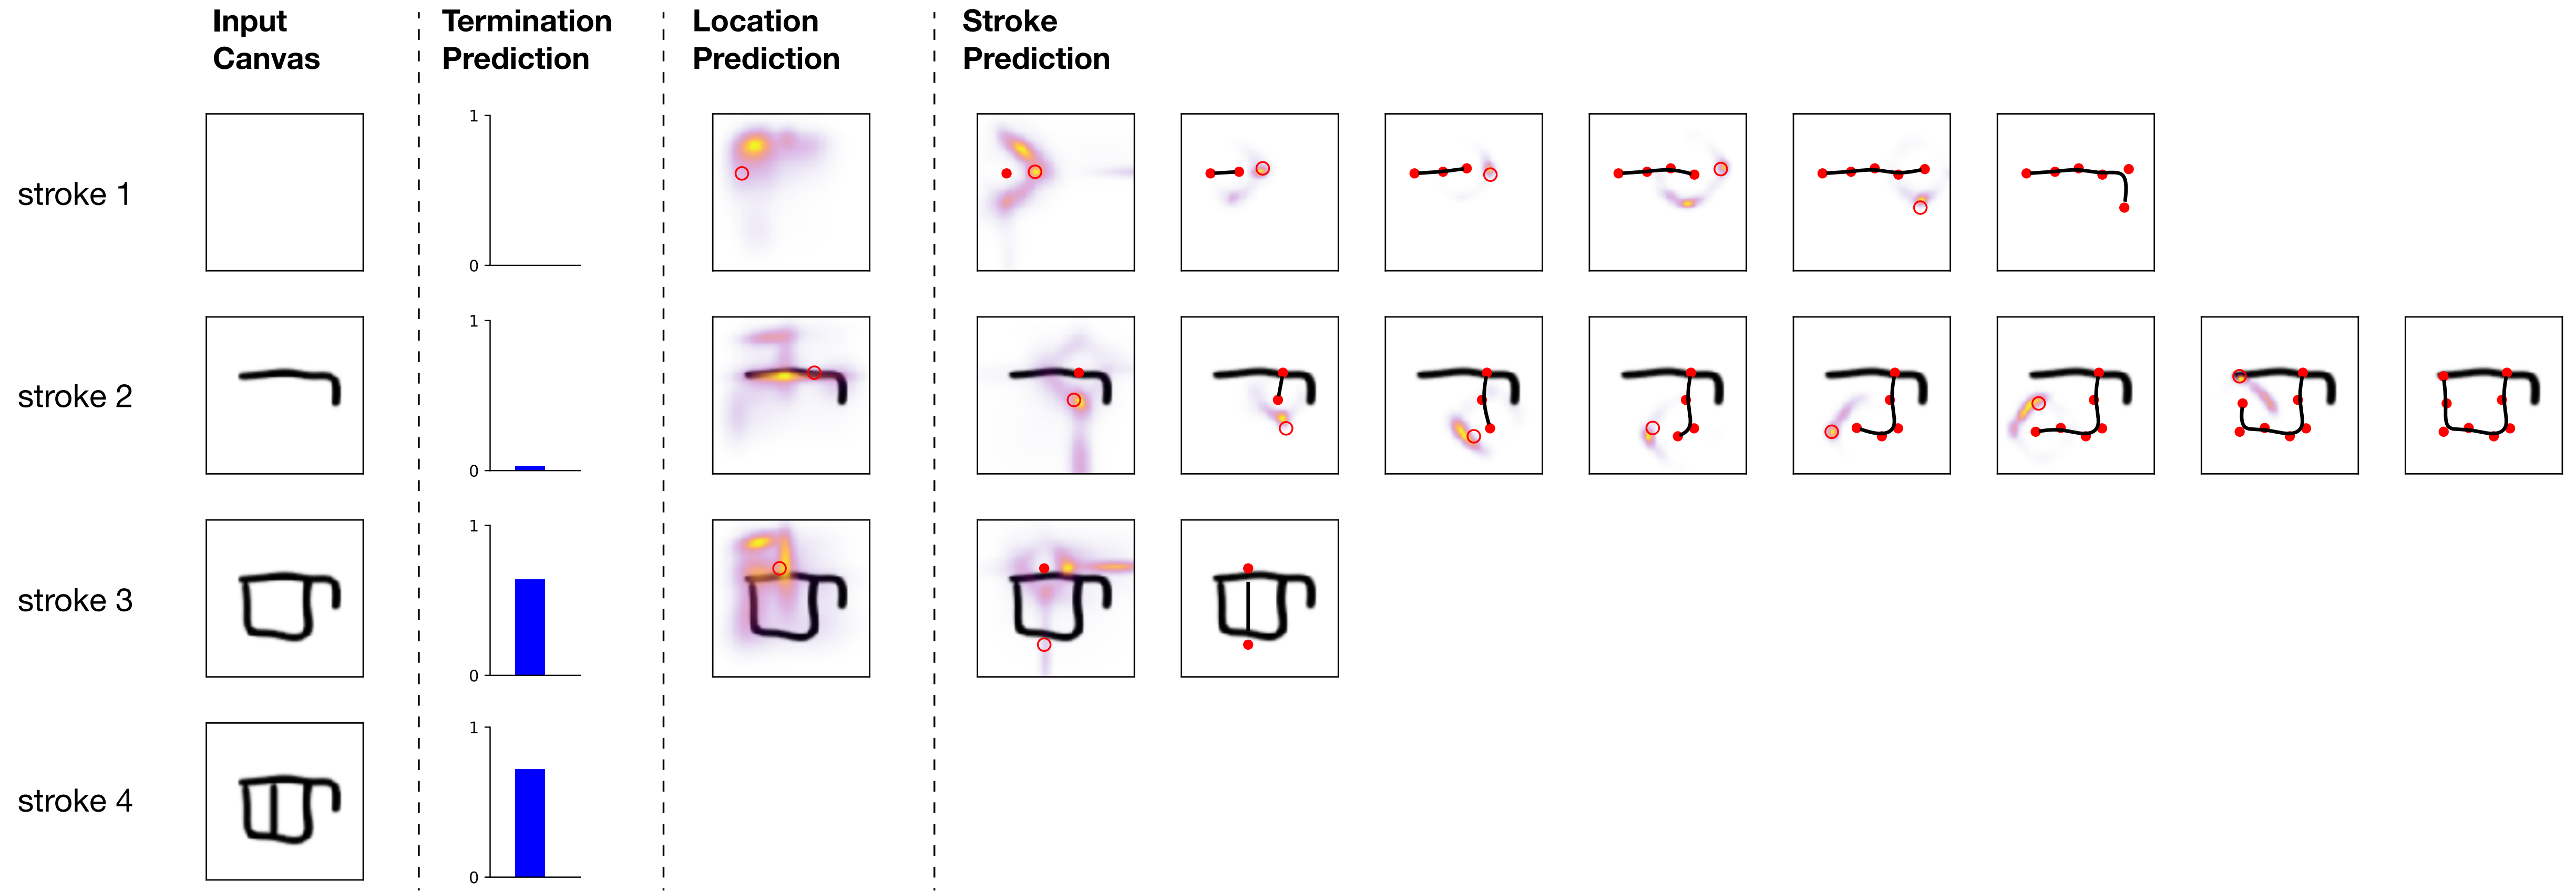 Input
Canvas
Termination
Prediction
Location
Prediction
Stroke
Prediction
stroke 1
1
0
stroke 2
1
0
stroke 3
1
0
stroke 4
1
0